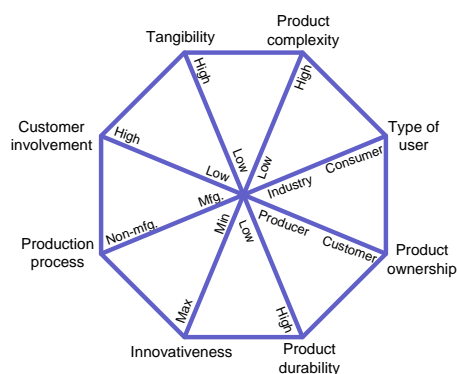 Tangibility
Product
complexity
High
High
Customer
involvement
High
Low
Low
Low
Type of
user
Consumer
Industry
Mfg.
Non-mfg.
Production
process
Min
Low
Producer
Customer
Product
ownership
Max
High
Innovativeness
Product
durability